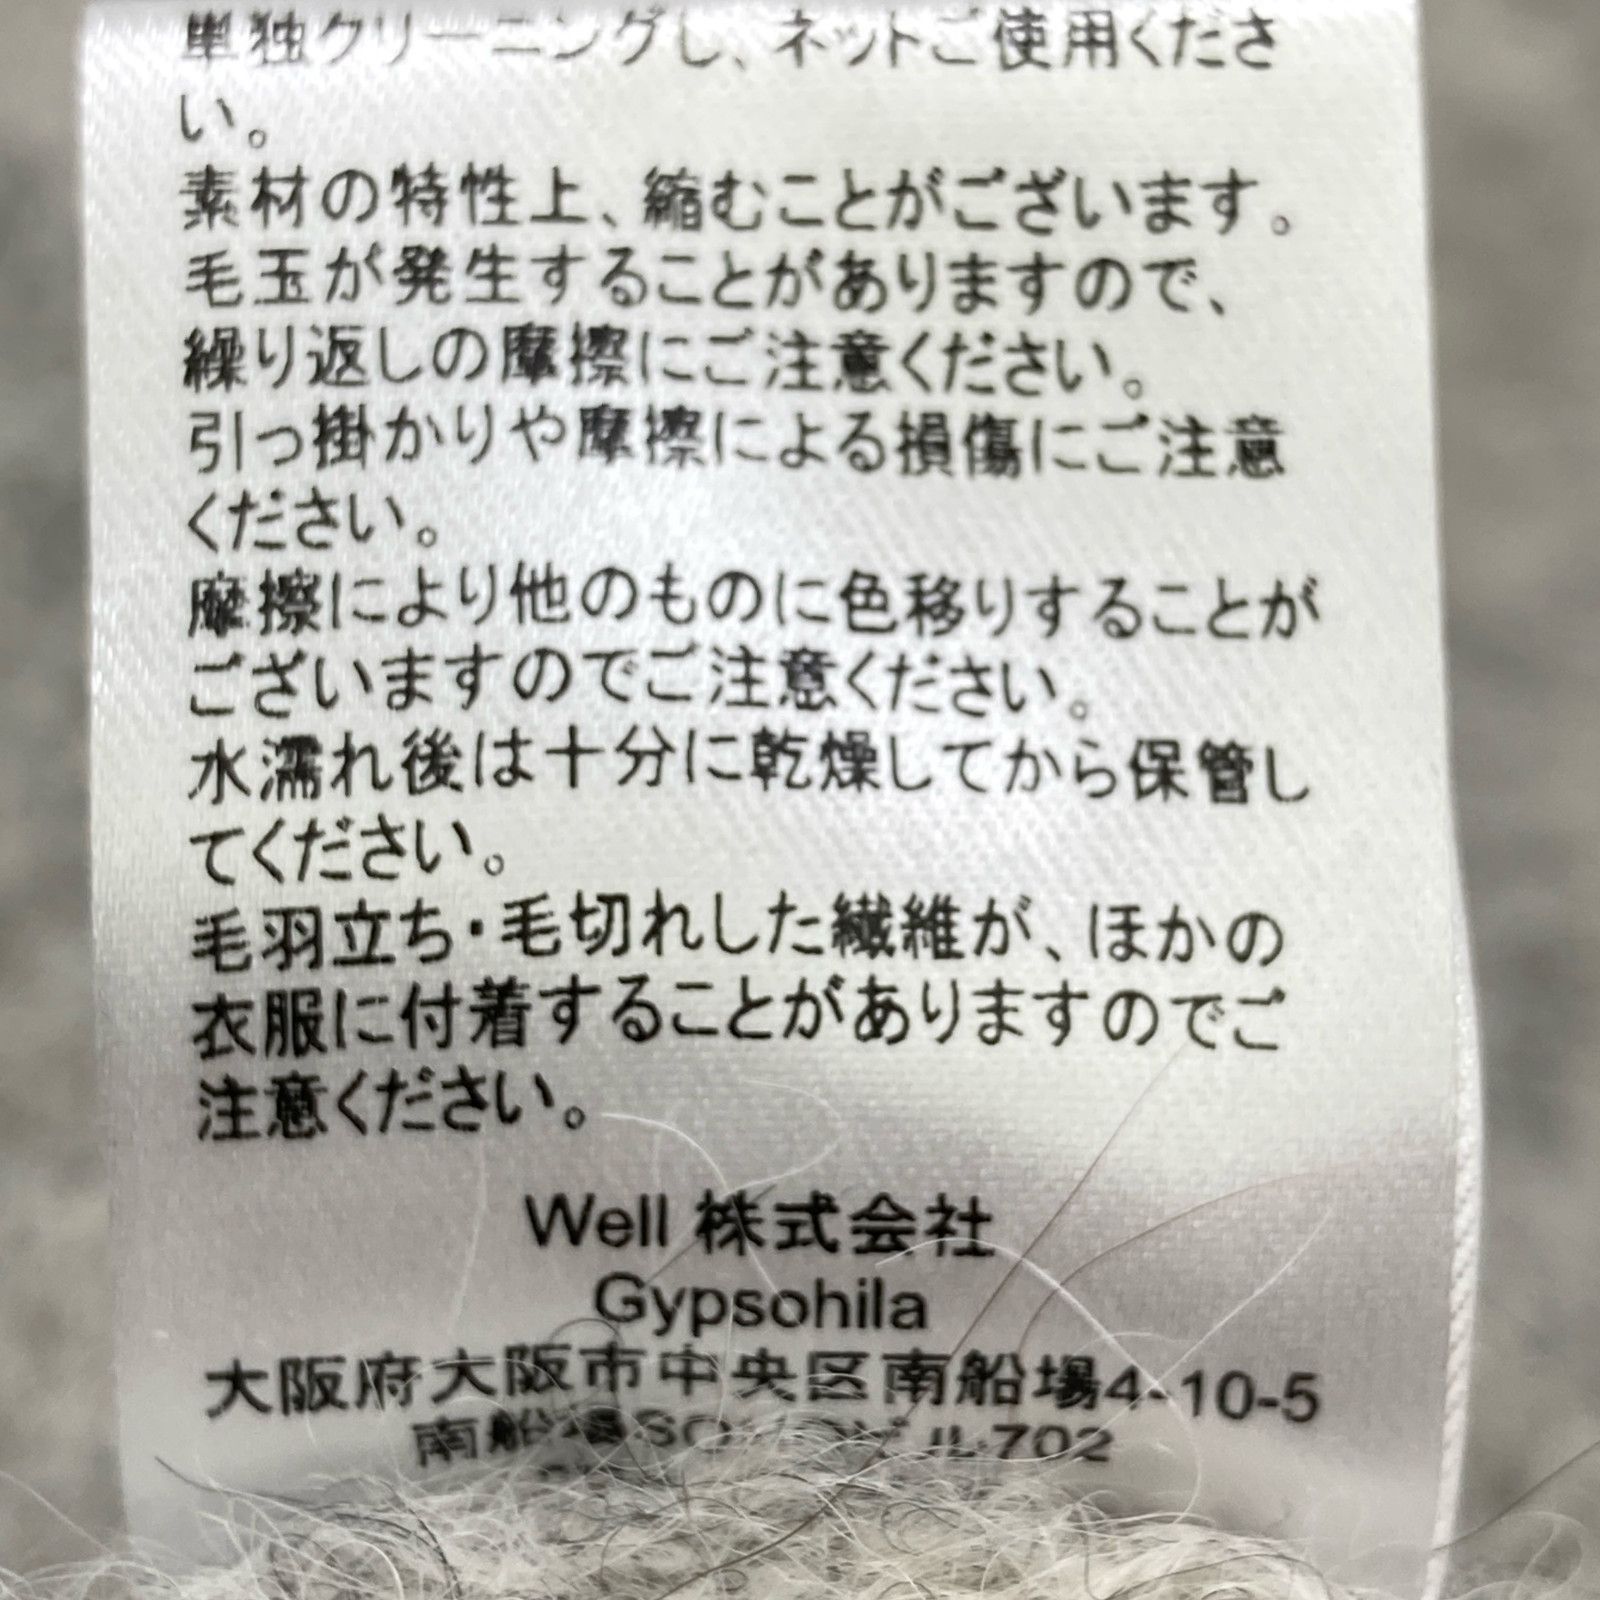 単独クリーニングし、ネットご使用くださ
い。
素材の特性上、縮むことがございます。
毛玉が発生することがありますので、
繰り返しの摩擦にご注意ください。
引っ掛かりや摩擦による損傷にご注意
ください。
摩擦により他のものに色移りすることが
ございますのでご注意ください。
水濡れ後は十分に乾燥してから保管し
てください。
毛羽立ち・毛切れした繊維が、ほかの
衣服に付着することがありますのでご
注意ください。
Well 株式会社
Gypsohila
大阪府大阪市中央区南船場4-10-5
南船場 702